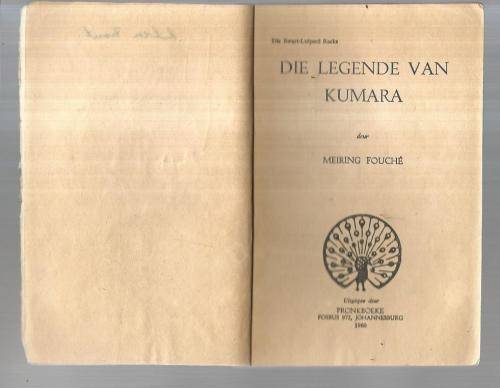 Die Swart-Luiperd Reeks
DIE LEGENDE VAN
KUMARA
deur
MEIRING FOUCHÉ
Uitgegee deur
PRONKBOEKE
POSBUS 972, JOHANNESBURG
1960